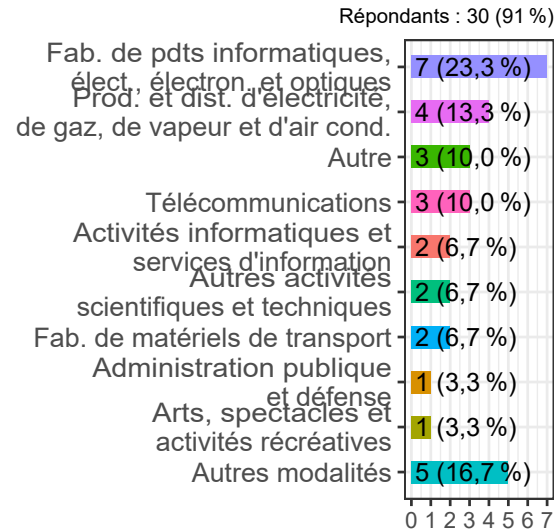 Répondants : 30 (91 %)
Fab. de pdts informatiques,
élect., électron. et optiques
7 (23,3 %)
Prod. et dist. d'électricité,
de gaz, de vapeur et d'air cond.
4 (13,3 %)
Autre
3 (10,0 %)
Télécommunications
3 (10,0 %)
Activités informatiques et
services d'information
2 (6,7 %)
Autres activités
scientifiques et techniques
2 (6,7 %)
Fab. de matériels de transport
2 (6,7 %)
Administration publique
et défense
1 (3,3 %)
Arts, spectacles et
activités récréatives
1 (3,3 %)
Autres modalités
5 (16,7 %)
0 1 2 3 4 5 6 7